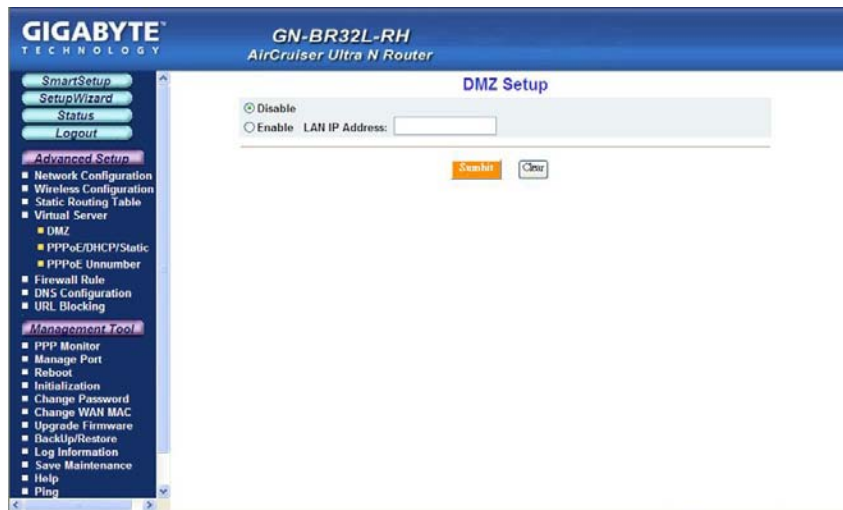 GIGABYTE™
TECHNOLOGY
GN-BR32L-RH
AirCruiser Ultra N Router
SmartSetup
SetupWizard
Status
Logout
Advanced Setup
Network Configuration
Wireless Configuration
Static Routing Table
Virtual Server
DMZ
PPPoE/DHCP/Static
PPPoE Unnumber
Firewall Rule
DNS Configuration
URL Blocking
Management Tool
PPP Monitor
Manage Port
Reboot
Initialization
Change Password
Change WAN MAC
Upgrade Firmware
BackUp/Restore
Log Information
Save Maintenance
Help
Ping
DMZ Setup
Disable
Enable LAN IP Address:
Sumbit Clear